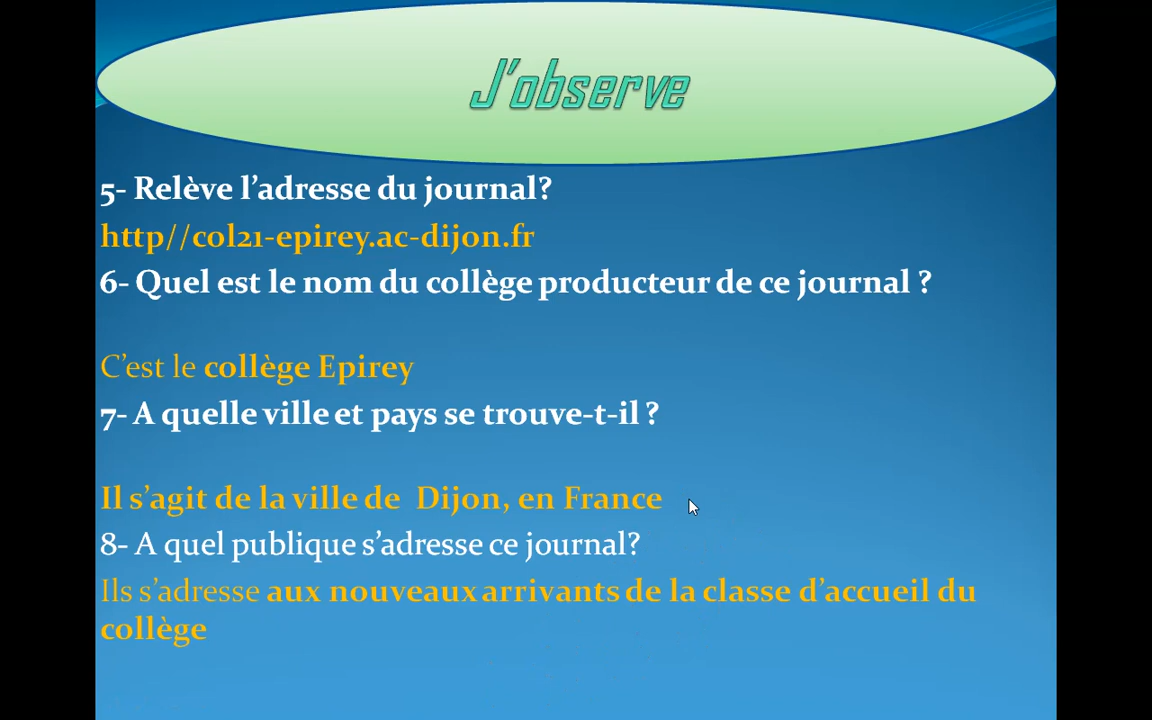 J'observe
5- Relève l’adresse du journal?
http//col21-epirey.ac-dijon.fr
6- Quel est le nom du collège producteur de ce journal ?
C’est le collège Epirey
7- A quelle ville et pays se trouve-t-il ?
Il s’agit de la ville de Dijon, en France
8- A quel publique s’adresse ce journal?
Ils s’adresse aux nouveaux arrivants de la classe d’accueil du
collège